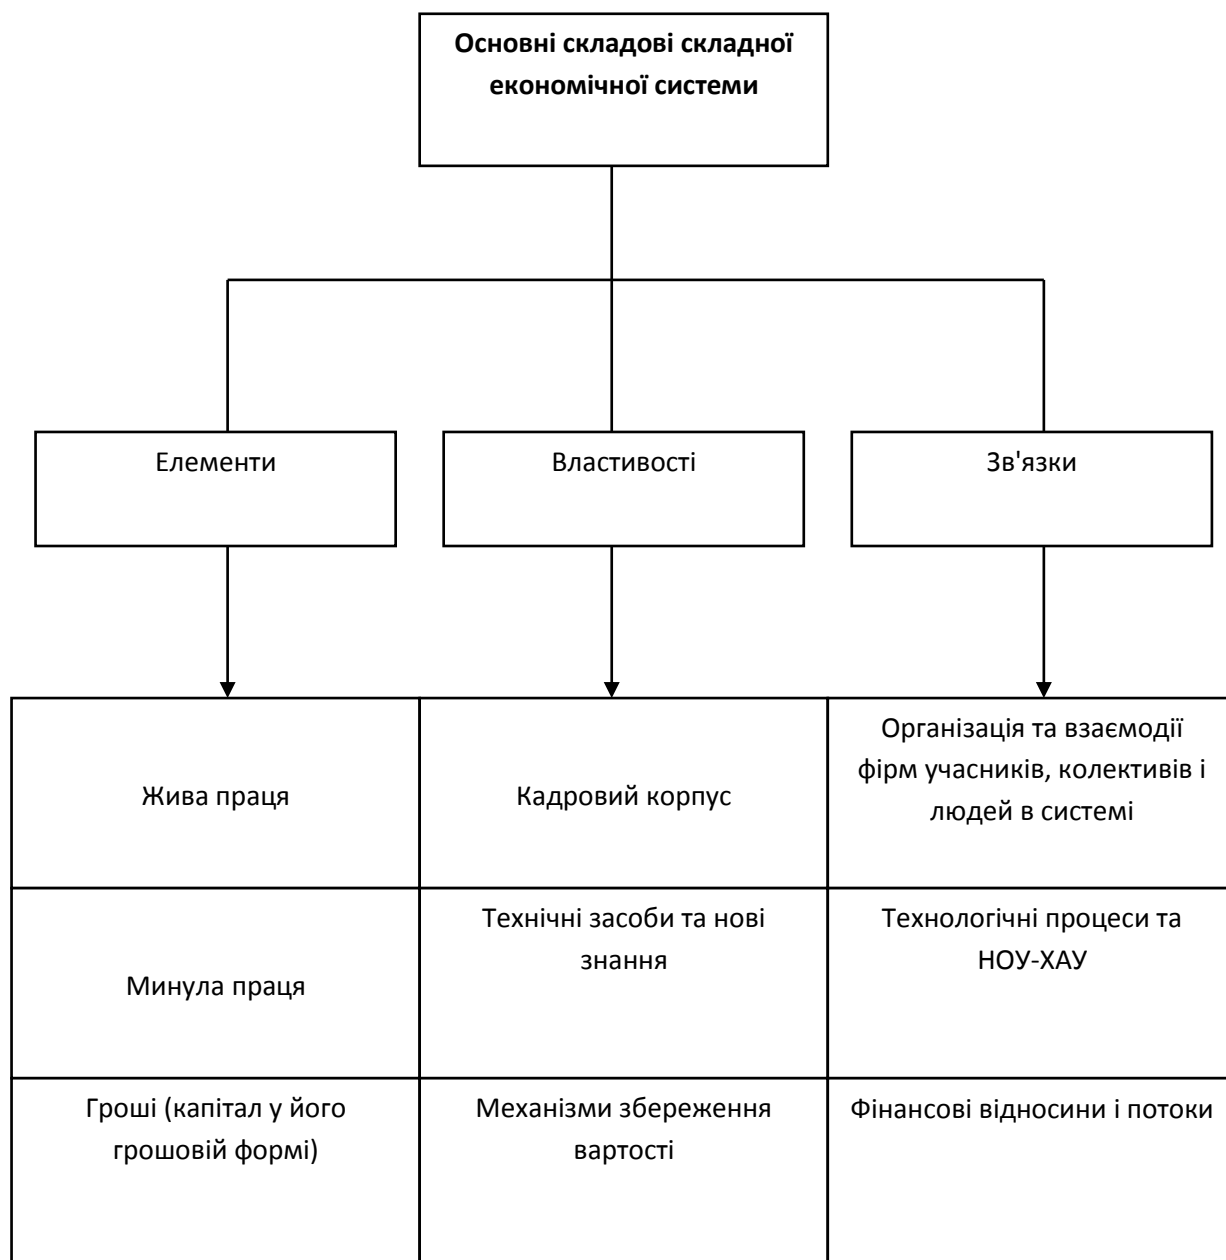 Основні складові складної
економічної системи
Елементи
Властивості
Зв'язки
Жива праця
Кадровий корпус
Організація та взаємодії
фірм учасників, колективів і
людей в системі
Минула праця
Технічні засоби та нові
знання
Технологічні процеси та
НОУ-ХАУ
Гроші (капітал у його
грошовій формі)
Механізми збереження
вартості
Фінансові відносини і потоки